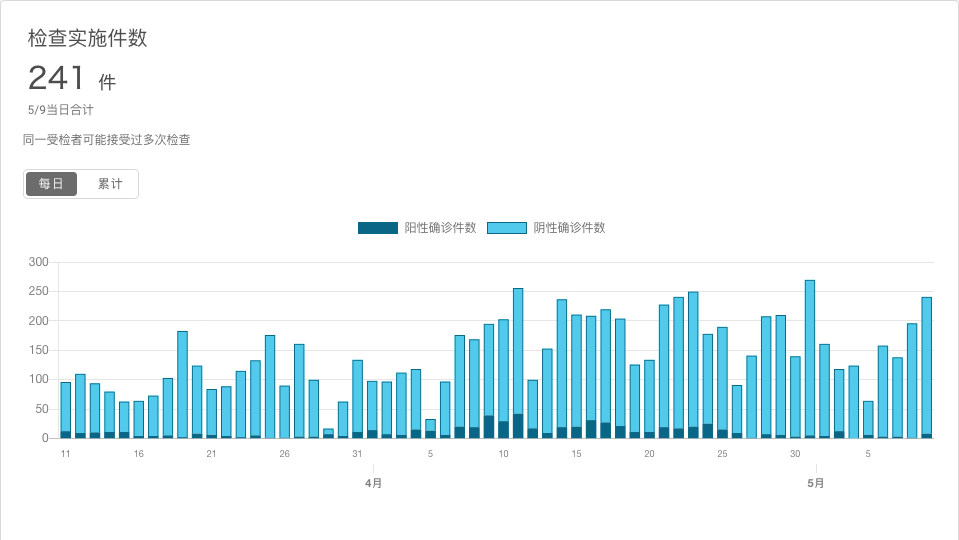 检查实施件数
241 件
5/9当日合计
同一受检者可能接受过多次检查
每日 累计
阳性确诊件数 阴性确诊件数
300
250
200
150
100
50
0
11 16 21 26 31 5 10 15 20 25 30 5
4月 5月